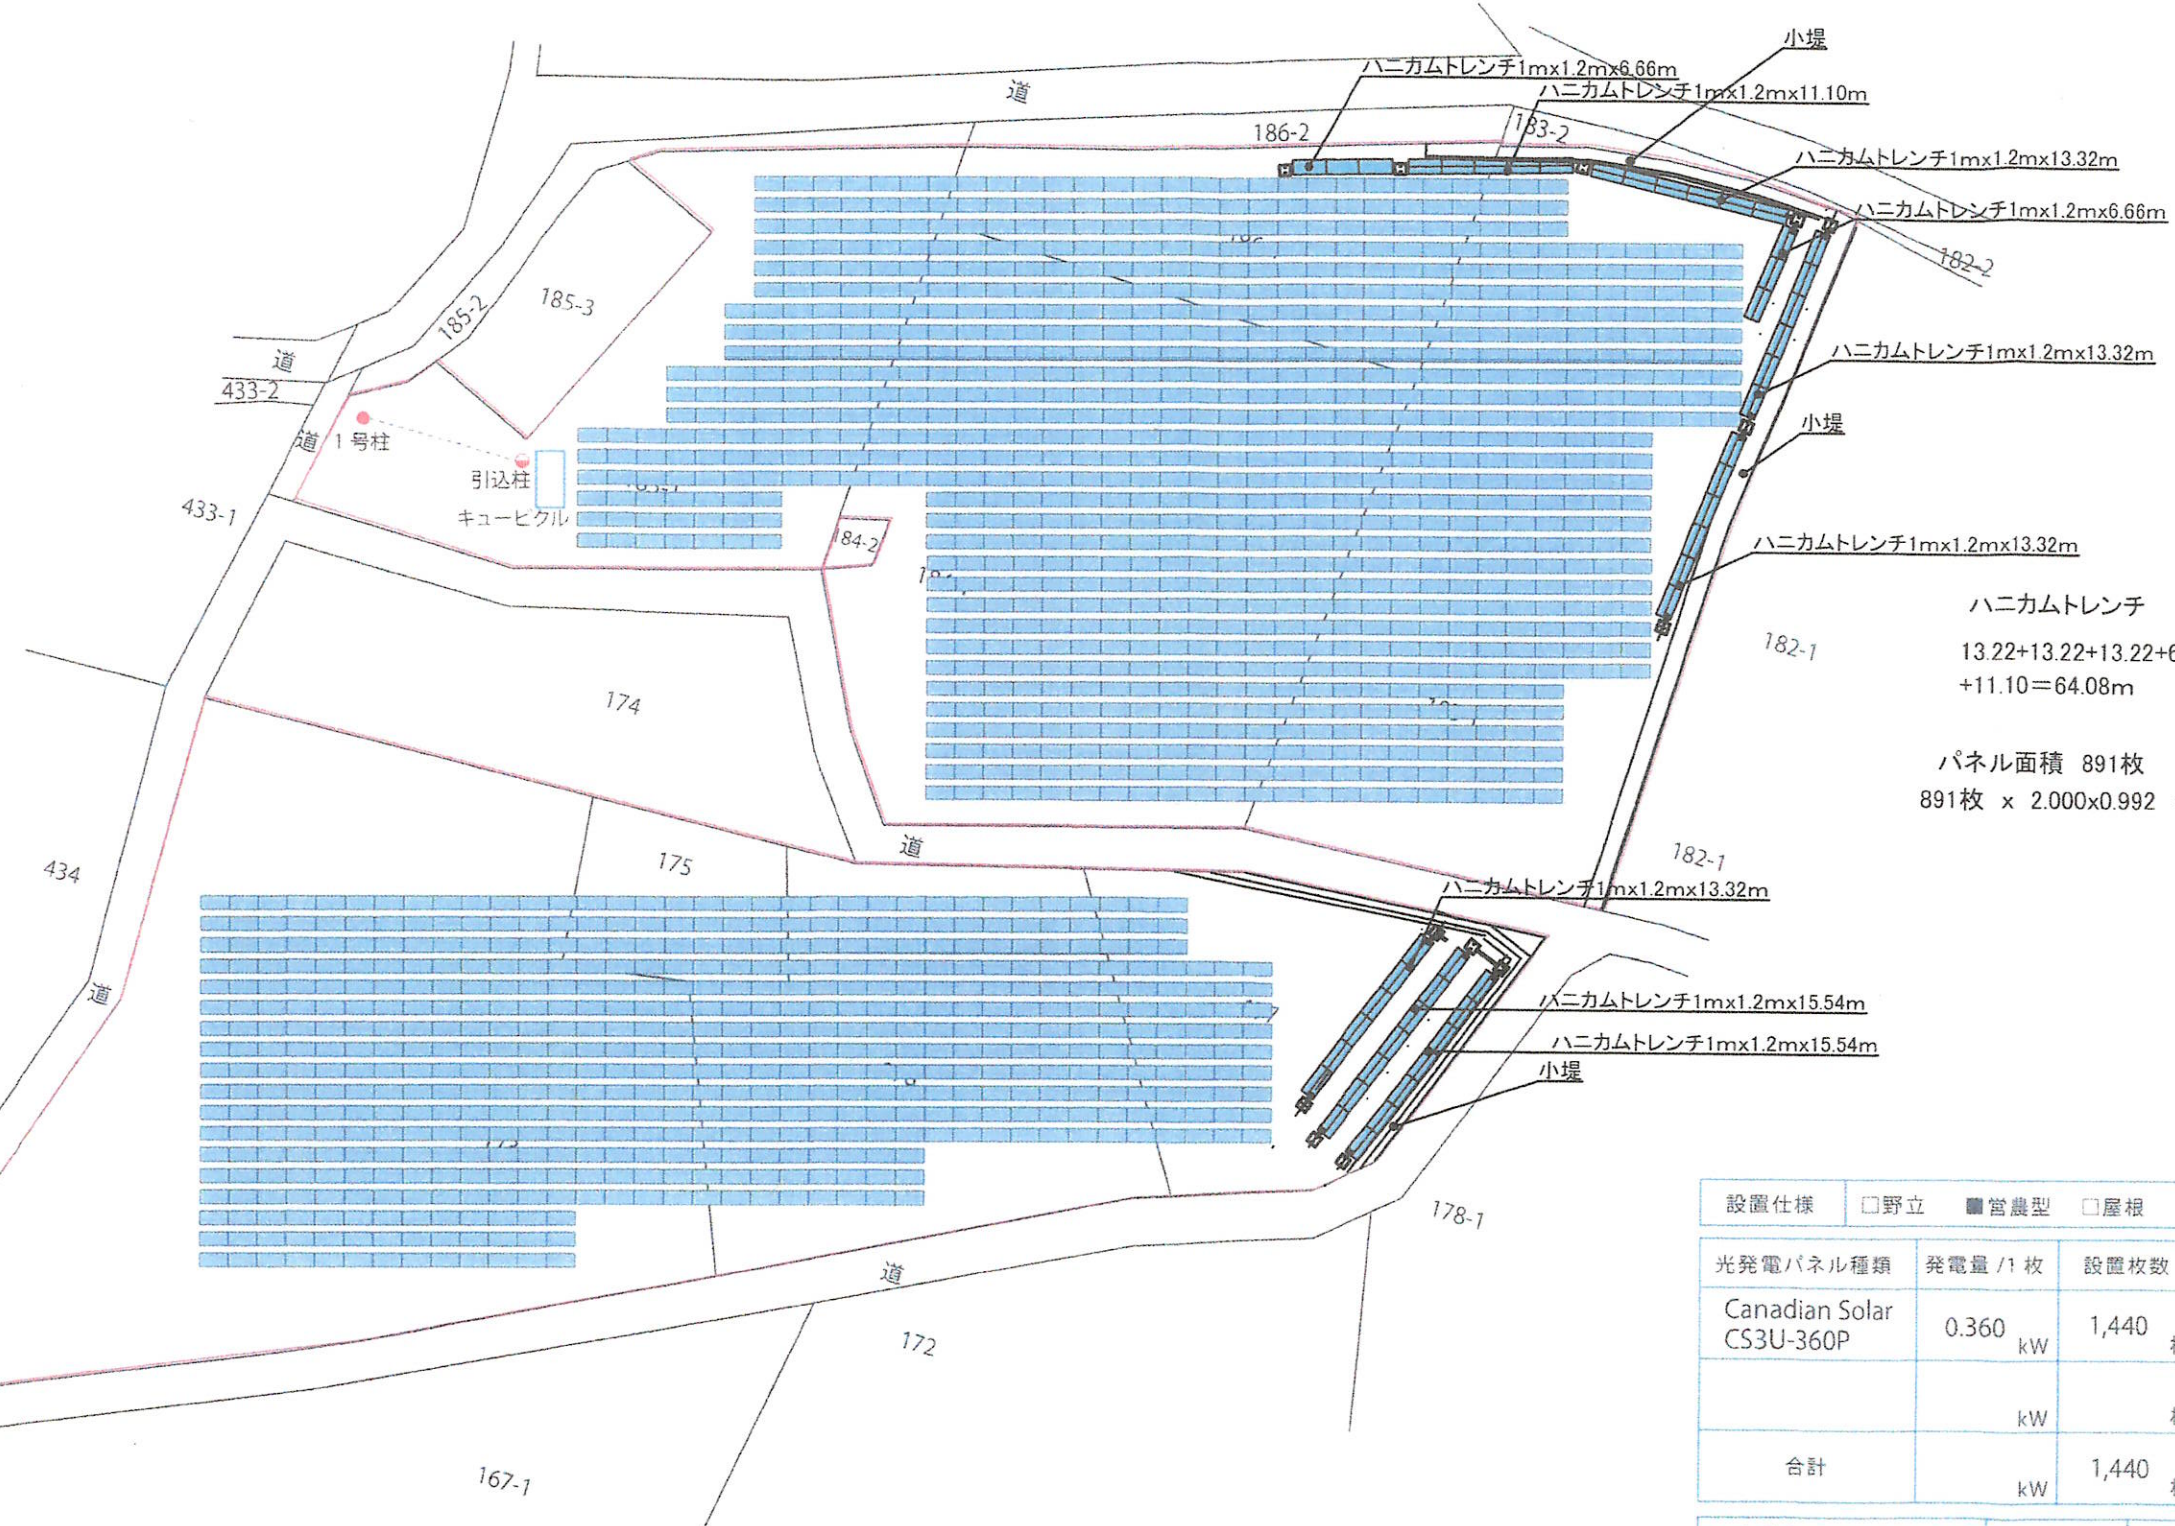 小堤
ハニカムトレンチ1mx1.2mx6.66m
道
ハニカムトレンチ1mx1.2mx11.10m
186-2
183-2
ハニカムトレンチ1mx1.2mx13.32m
ハニカムトレンチ1mx1.2mx6.66m
182-2
185-3
185-2
道
433-2
ハニカムトレンチ1mx1.2mx13.32m
道
1号柱
小堤
引込柱
キュービクル
433-1
184-2
ハニカムトレンチ1mx1.2mx13.32m
ハニカムトレンチ
13.22+13.22+13.22+6
+11.10=64.08m
182-1
174
パネル面積 891枚
891枚 x 2.000x0.992
道
175
182-1
434
ハニカムトレンチ1mx1.2mx13.32m
道
ハニカムトレンチ1mx1.2mx15.54m
ハニカムトレンチ1mx1.2mx15.54m
小堤
178-1
道
172
167-1
設置仕様 □野立 ■営農型 □屋根
光発電パネル種類 発電量/1枚 設置枚数
Canadian Solar
CS3U-360P 0.360 kW 1,440
kW
合計 kW 1,440